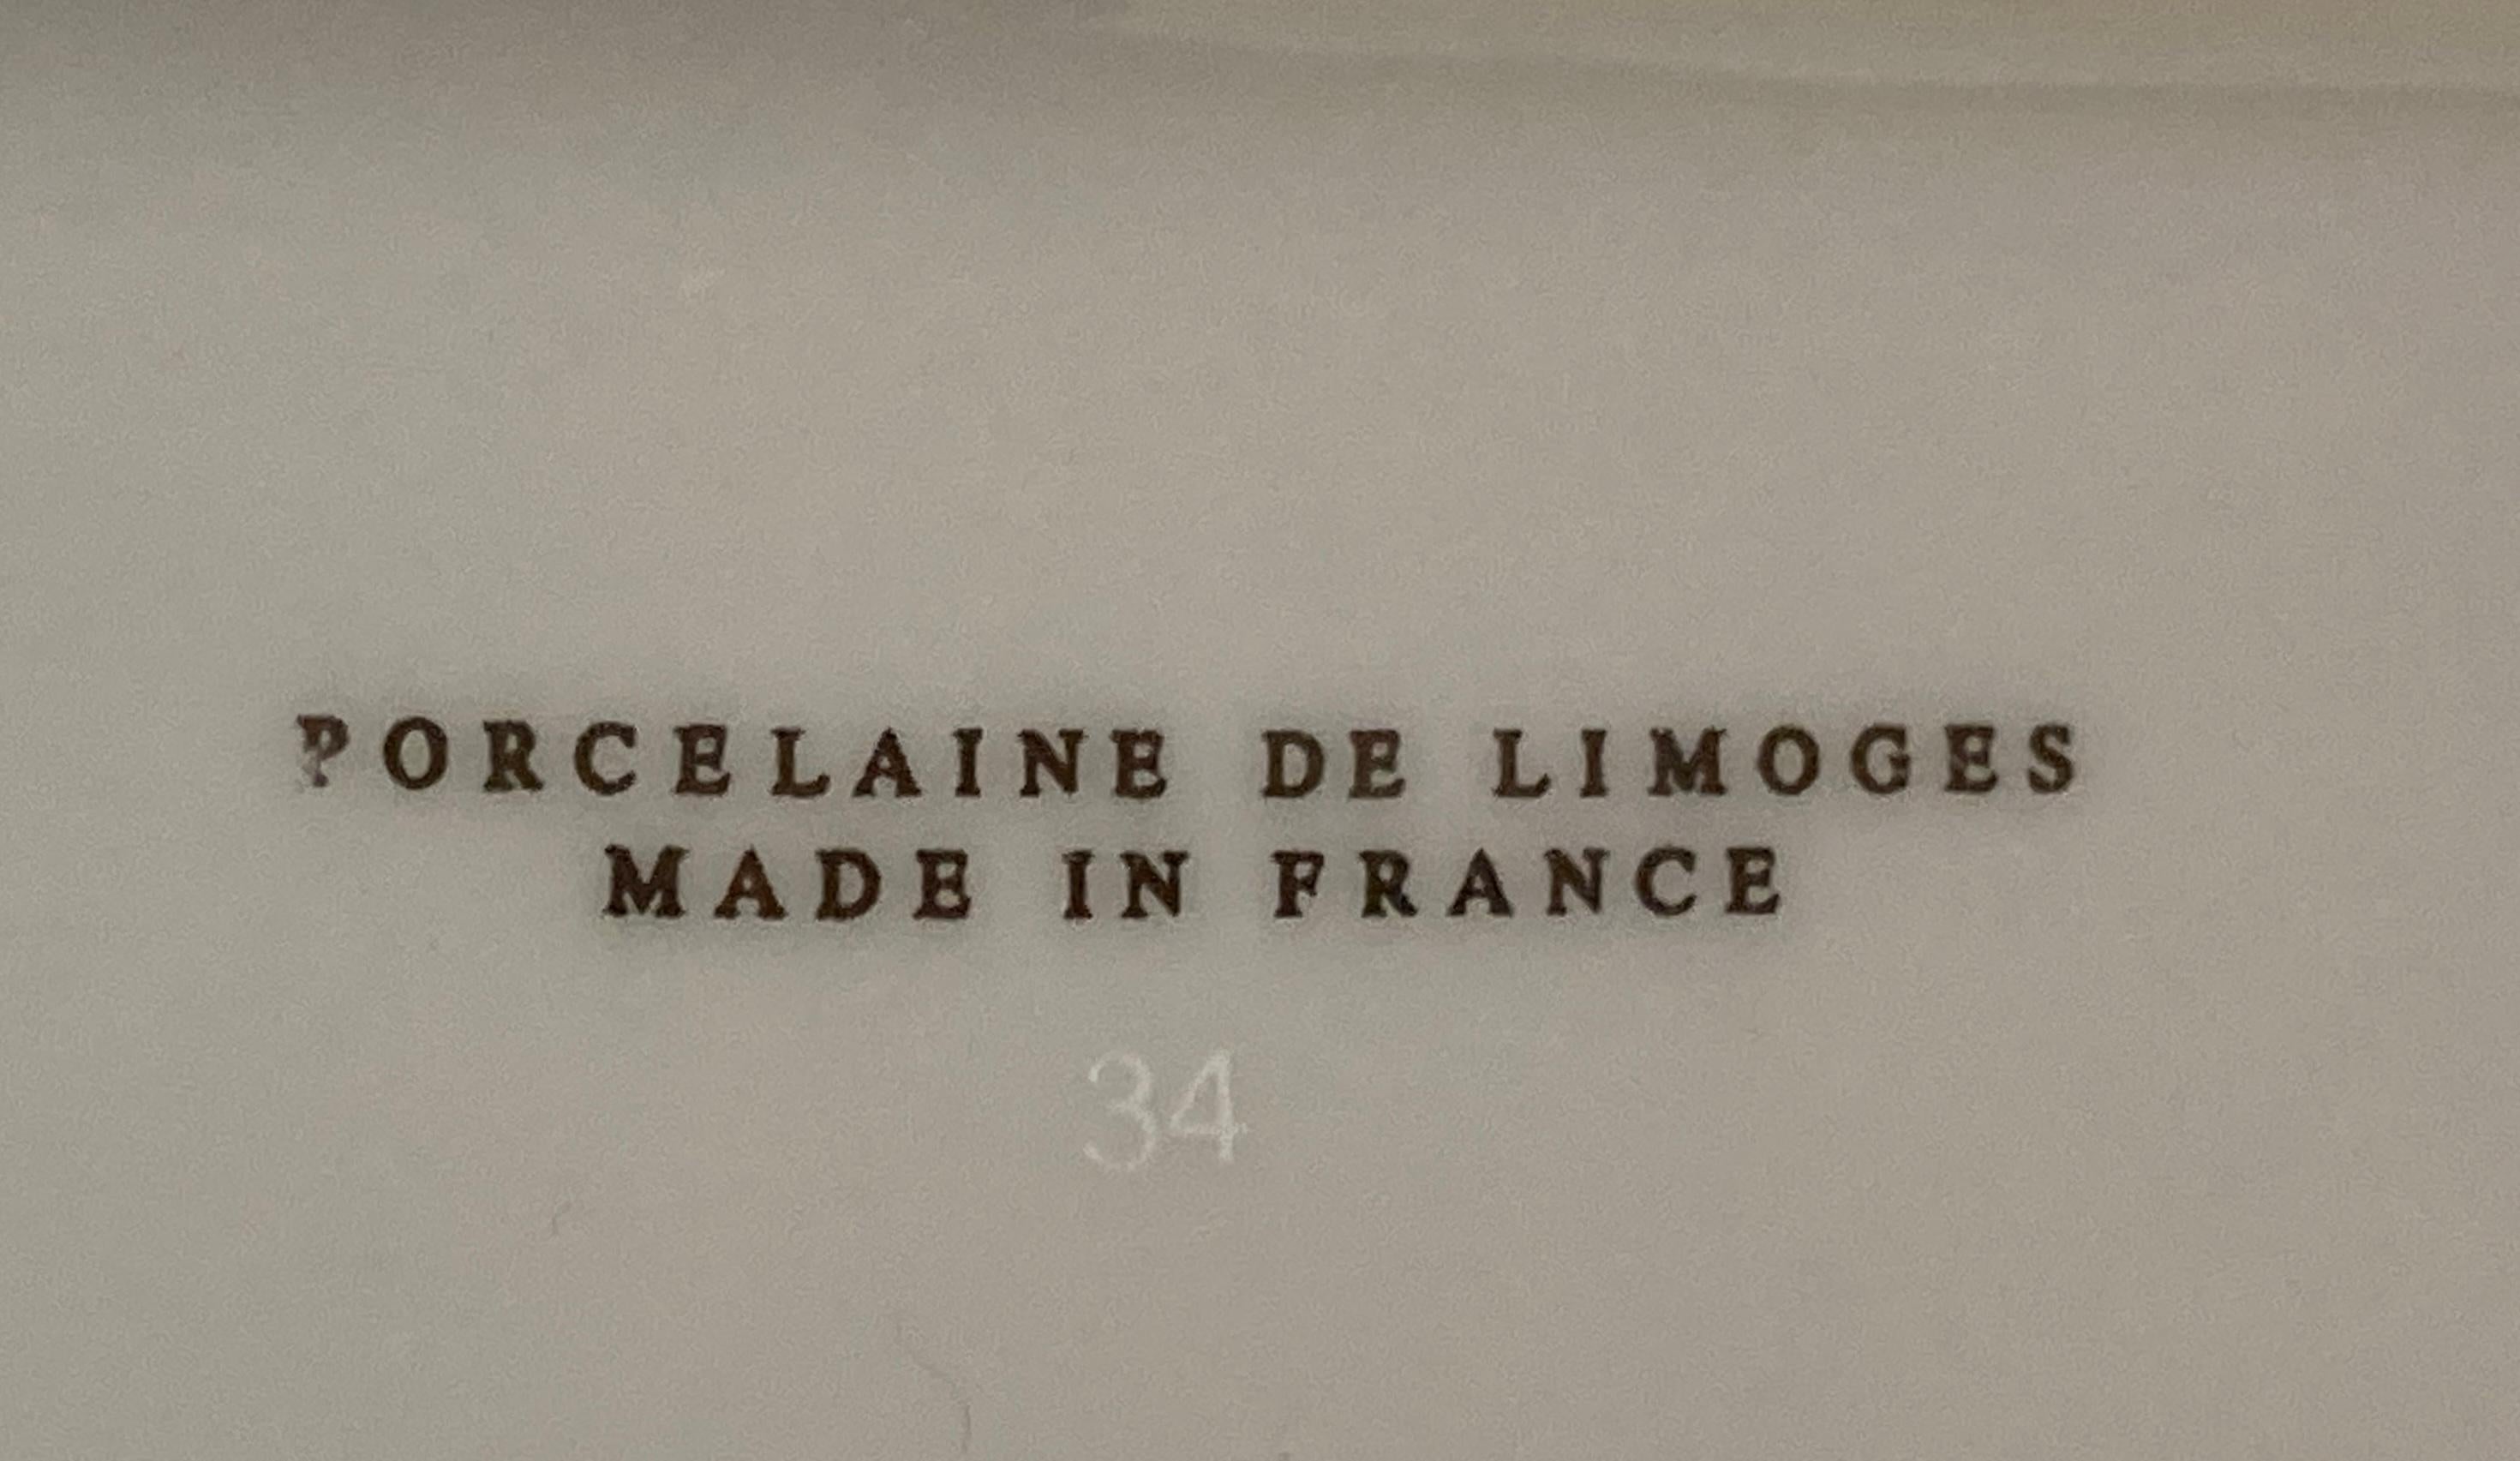 PORCELAINE DE LIMOGES
MADE IN FRANCE
34